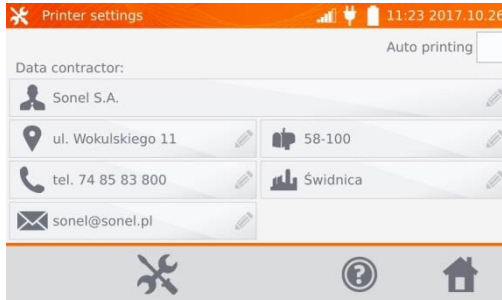 Printer settings 11:23 2017.10.26
Auto printing
Data contractor:
Sonel S.A.
ul. Wokulskiego 11 58-100
tel. 74 85 83 800 Świdnica
sonel@sonel.pl